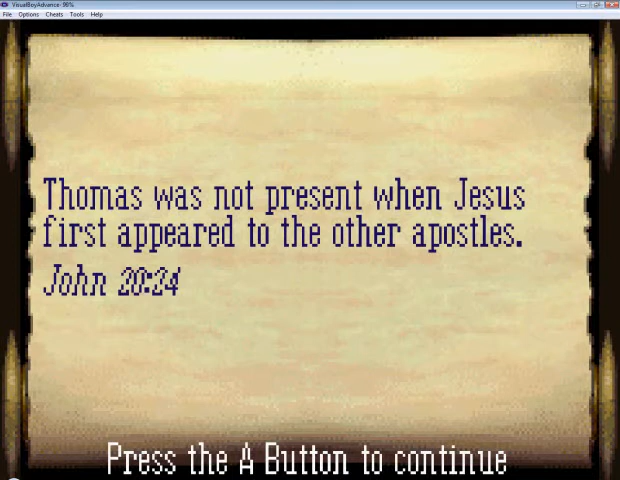 VisualBoyAdvance- 99%
File Options Cheats Tools Help
Thomas was not present when Jesus
first appeared to the other apostles.
John 20:24
Press the A Button to continue